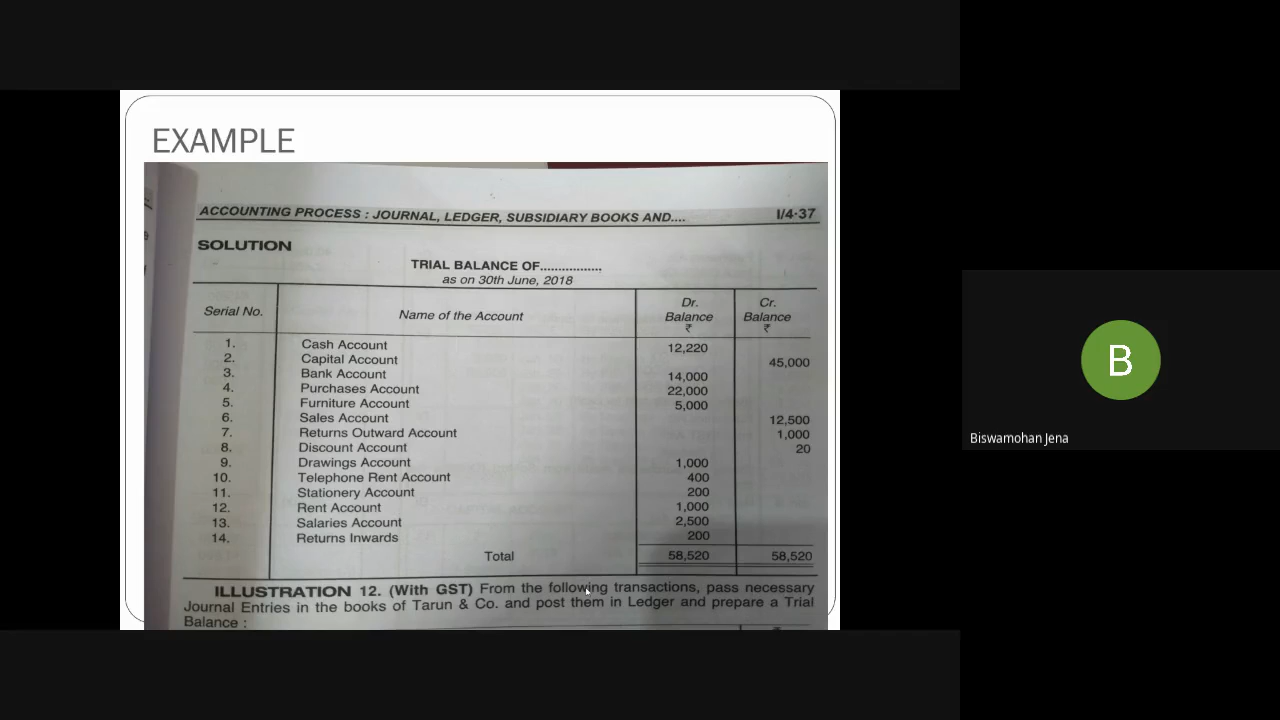 EXAMPLE
ACCOUNTING PROCESS : JOURNAL, LEDGER, SUBSIDIARY BOOKS AND.... I/4·37
SOLUTION
TRIAL BALANCE OF.................
as on 30th June, 2018
Serial No. Name of the Account Dr. Balance ₹ Cr. Balance ₹
1. Cash Account 12,220
2. Capital Account 45,000
3. Bank Account 14,000
4. Purchases Account 22,000
5. Furniture Account 5,000
6. Sales Account 12,500
7. Returns Outward Account 1,000
8. Discount Account 20
9. Drawings Account 1,000
10. Telephone Rent Account 400
11. Stationery Account 200
12. Rent Account 1,000
13. Salaries Account 2,500
14. Returns Inwards 200
Total 58,520 58,520
ILLUSTRATION 12. (With GST) From the following transactions, pass necessary
Journal Entries in the books of Tarun & Co. and post them in Ledger and prepare a Trial
Balance :
B
Biswamohan Jena